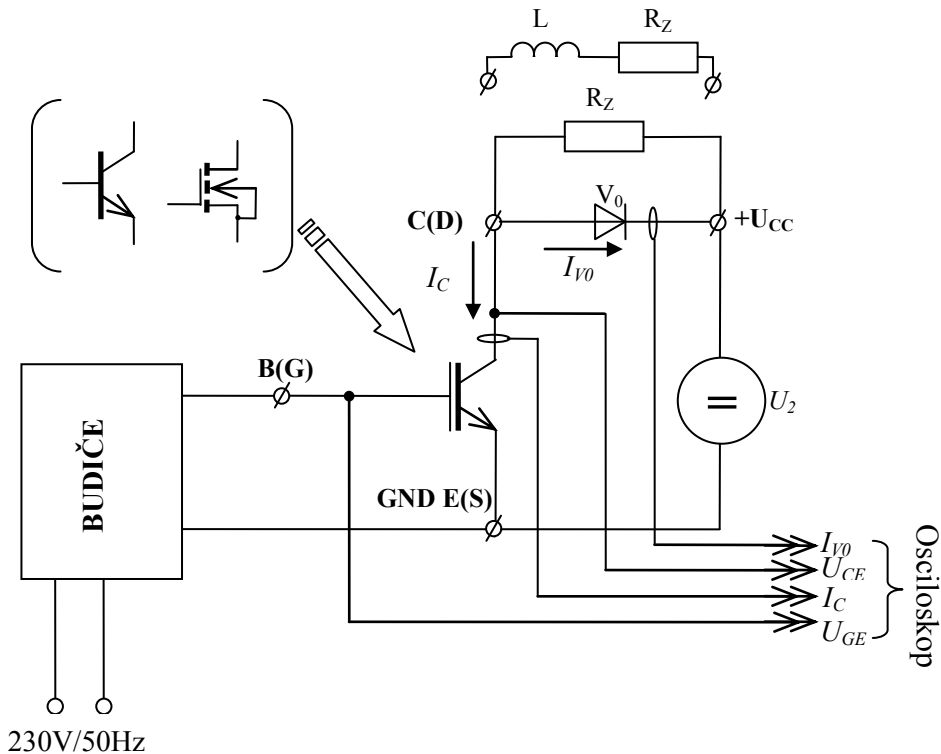 L
R_Z
R_Z
V_0
C(D)
+U_CC
I_V0
I_C
B(G)
U_2
BUDIČE
GND E(S)
I_V0
U_CE
I_C
U_GE
Osciloskop
230V/50Hz